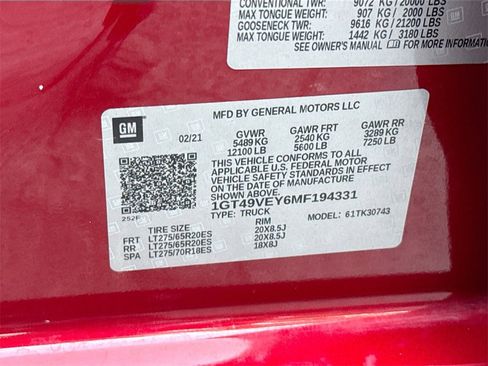 CONVENTIONAL TWR: 9072 KG/ 20000 LBS
MAX TONGUE WEIGHT: 907 KG/ 2000 LBS
GOOSENECK TWR: 9616 KG/ 21200 LBS
MAX TONGUE WEIGHT: 1442 KG/ 3180 LBS
SEE OWNER'S MANUAL FOR MORE INFORMATION
MFD BY GENERAL MOTORS LLC
GM
02/21 GVWR GAWR FRT GAWR RR
5489 KG 2540 KG 3289 KG
12100 LB 5600 LB 7250 LB
THIS VEHICLE CONFORMS TO ALL
APPLICABLE U.S. FEDERAL MOTOR
VEHICLE SAFETY STANDARDS IN EFFECT
ON THE DATE OF MANUFACTURE
SHOWN ABOVE.
1GT49VEY6MF194331
252F
TYPE: TRUCK MODEL: 61TK30743
TIRE SIZE RIM
FRT LT275/65R20ES 20X8.5J
RR LT275/65R20ES 20X8.5J
SPA LT275/70R18ES 18X8J